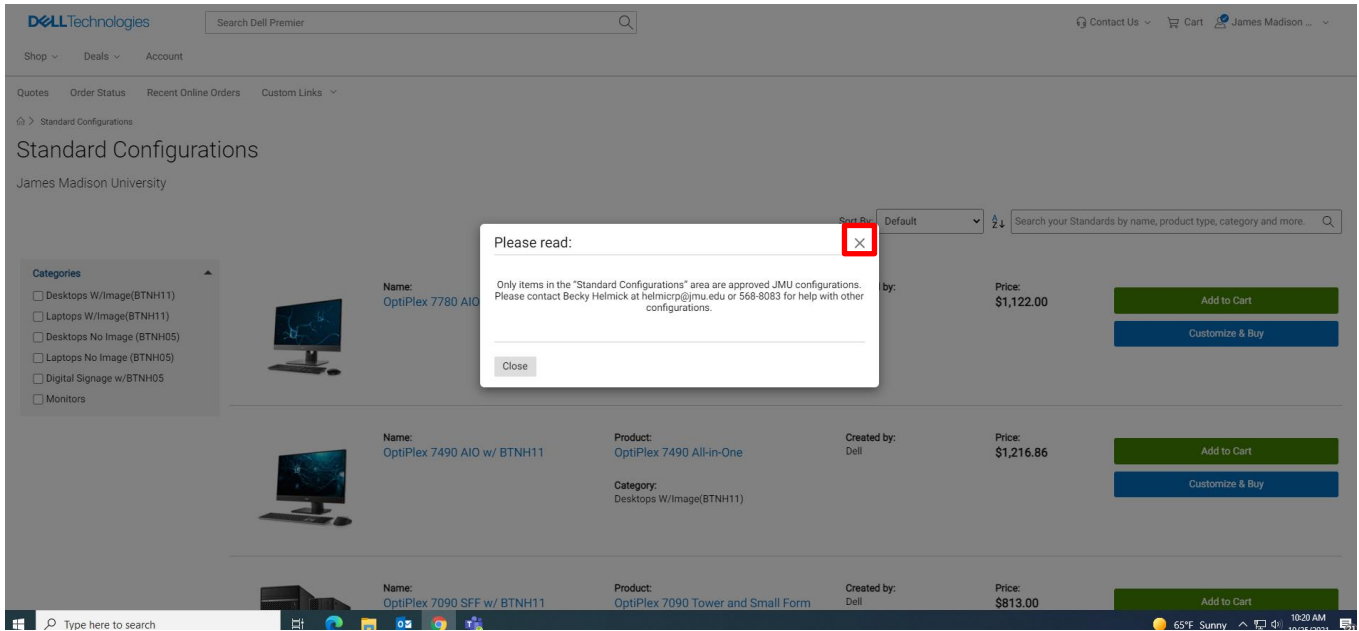 DELLTechnologies
Search Dell Premier
Contact Us
Cart
James Madison ...
Shop
Deals
Account
Quotes
Order Status
Recent Online Orders
Custom Links
Standard Configurations
Standard Configurations
James Madison University
Sort By:
Default
Search your Standards by name, product type, category and more.
Please read:
Only items in the "Standard Configurations" area are approved JMU configurations.
Please contact Becky Helmick at helmicrp@jmu.edu or 568-8083 for help with other
configurations.
Close
Categories
Desktops W/Image(BTNH11)
Laptops W/Image(BTNH11)
Desktops No Image (BTNH05)
Laptops No Image (BTNH05)
Digital Signage w/BTNH05
Monitors
Name:
OptiPlex 7780 AIO
by:
Price:
$1,122.00
Add to Cart
Customize & Buy
Name:
OptiPlex 7490 AIO w/ BTNH11
Product:
OptiPlex 7490 All-in-One
Category:
Desktops W/Image(BTNH11)
Created by:
Dell
Price:
$1,216.86
Add to Cart
Customize & Buy
Name:
OptiPlex 7090 SFF w/ BTNH11
Product:
OptiPlex 7090 Tower and Small Form
Created by:
Dell
Price:
$813.00
Add to Cart
Type here to search
65°F Sunny
10:20 AM